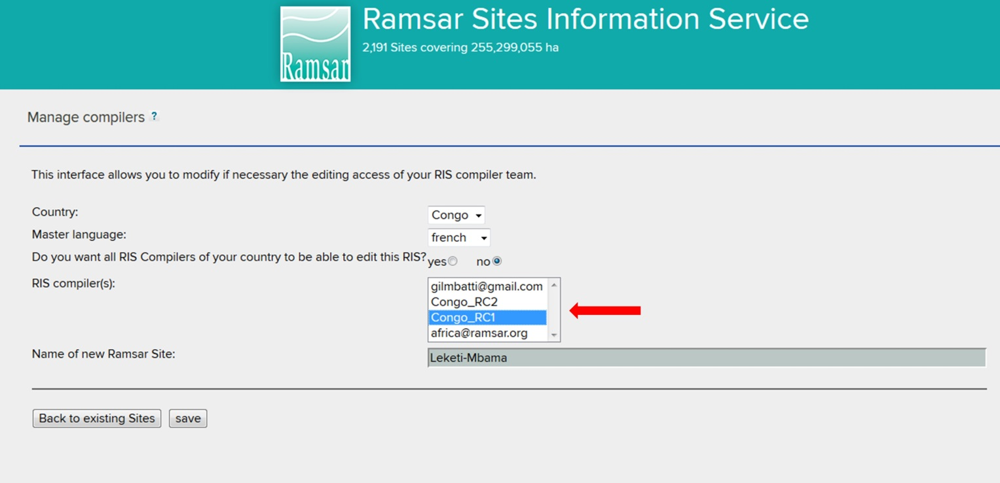 Ramsar Sites Information Service
2,191 Sites covering 255,299,055 ha
Ramsar
Manage compilers ?
This interface allows you to modify if necessary the editing access of your RIS compiler team.
Country: Congo
Master language: french
Do you want all RIS Compilers of your country to be able to edit this RIS? yes no
RIS compiler(s): gilmbatti@gmail.com
Congo_RC2
Congo_RC1
africa@ramsar.org
Name of new Ramsar Site: Leketi-Mbama
Back to existing Sites save